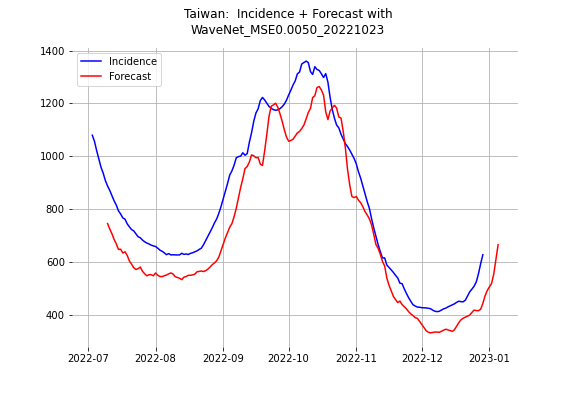 Taiwan:  Incidence + Forecast with
WaveNet_MSE0.0050_20221023
Incidence
Forecast
1400
1200
1000
800
600
400
2022-07 2022-08 2022-09 2022-10 2022-11 2022-12 2023-01